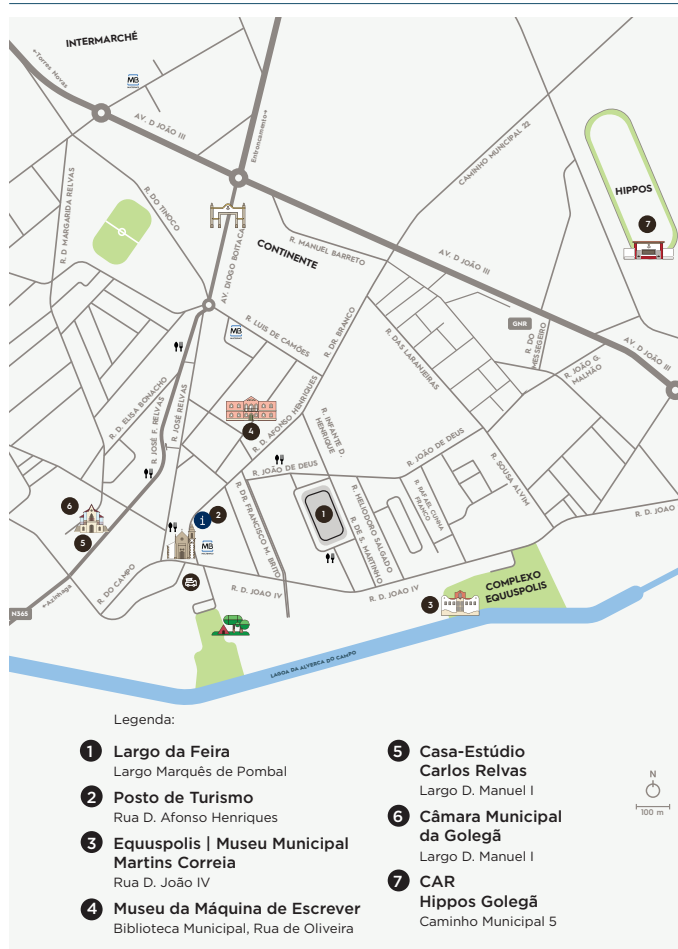 INTERMARCHÉ
←Torres Novas
MB
AV. D JOÃO III
Entroncamento→
CAMINHO MUNICIPAL 22
HIPPOS
7
R. D MARGARIDA RELVAS
R. DO TINOCO
AV. DIOGO BOITACA
CONTINENTE
R. MANUEL BARRETO
AV. D JOÃO III
GNR
R. DO MESSEGEIRO
AV. D JOÃO III
R. JOÃO G. MALHÃO
MB
R. LUIS DE CAMÕES
R. DR. BRANCO
R. DAS LARANJEIRAS
R. D. ELISA BONACHO
R. JOSÉ F. RELVAS
R. JOSÉ RELVAS
4
R. D. AFONSO HENRIQUES
R. INFANTE D. HENRIQUE
R. JOÃO DE DEUS
R. JOÃO DE DEUS
R. SOUSA ALVIM
R. RAFAEL CUNHA FRANCO
R. DR. FRANCISCO M. BRITO
R. HELIODORO SALGADO
R. DE S. MARTINHO
6
5
i
2
1
MB
R. D. JOAO
R. DO CAMPO
←Azinhaga
N365
R. D. JOAO IV
R. D. JOAO IV
3
COMPLEXO
EQUUSPOLIS
LAGOA DA ALVERCA DO CAMPO
Legenda:
1 Largo da Feira
Largo Marquês de Pombal
2 Posto de Turismo
Rua D. Afonso Henriques
3 Equuspolis | Museu Municipal
Martins Correia
Rua D. João IV
4 Museu da Máquina de Escrever
Biblioteca Municipal, Rua de Oliveira
5 Casa-Estúdio
Carlos Relvas
Largo D. Manuel I
6 Câmara Municipal
da Golegã
Largo D. Manuel I
7 CAR
Hippos Golegã
Caminho Municipal 5
N
100 m